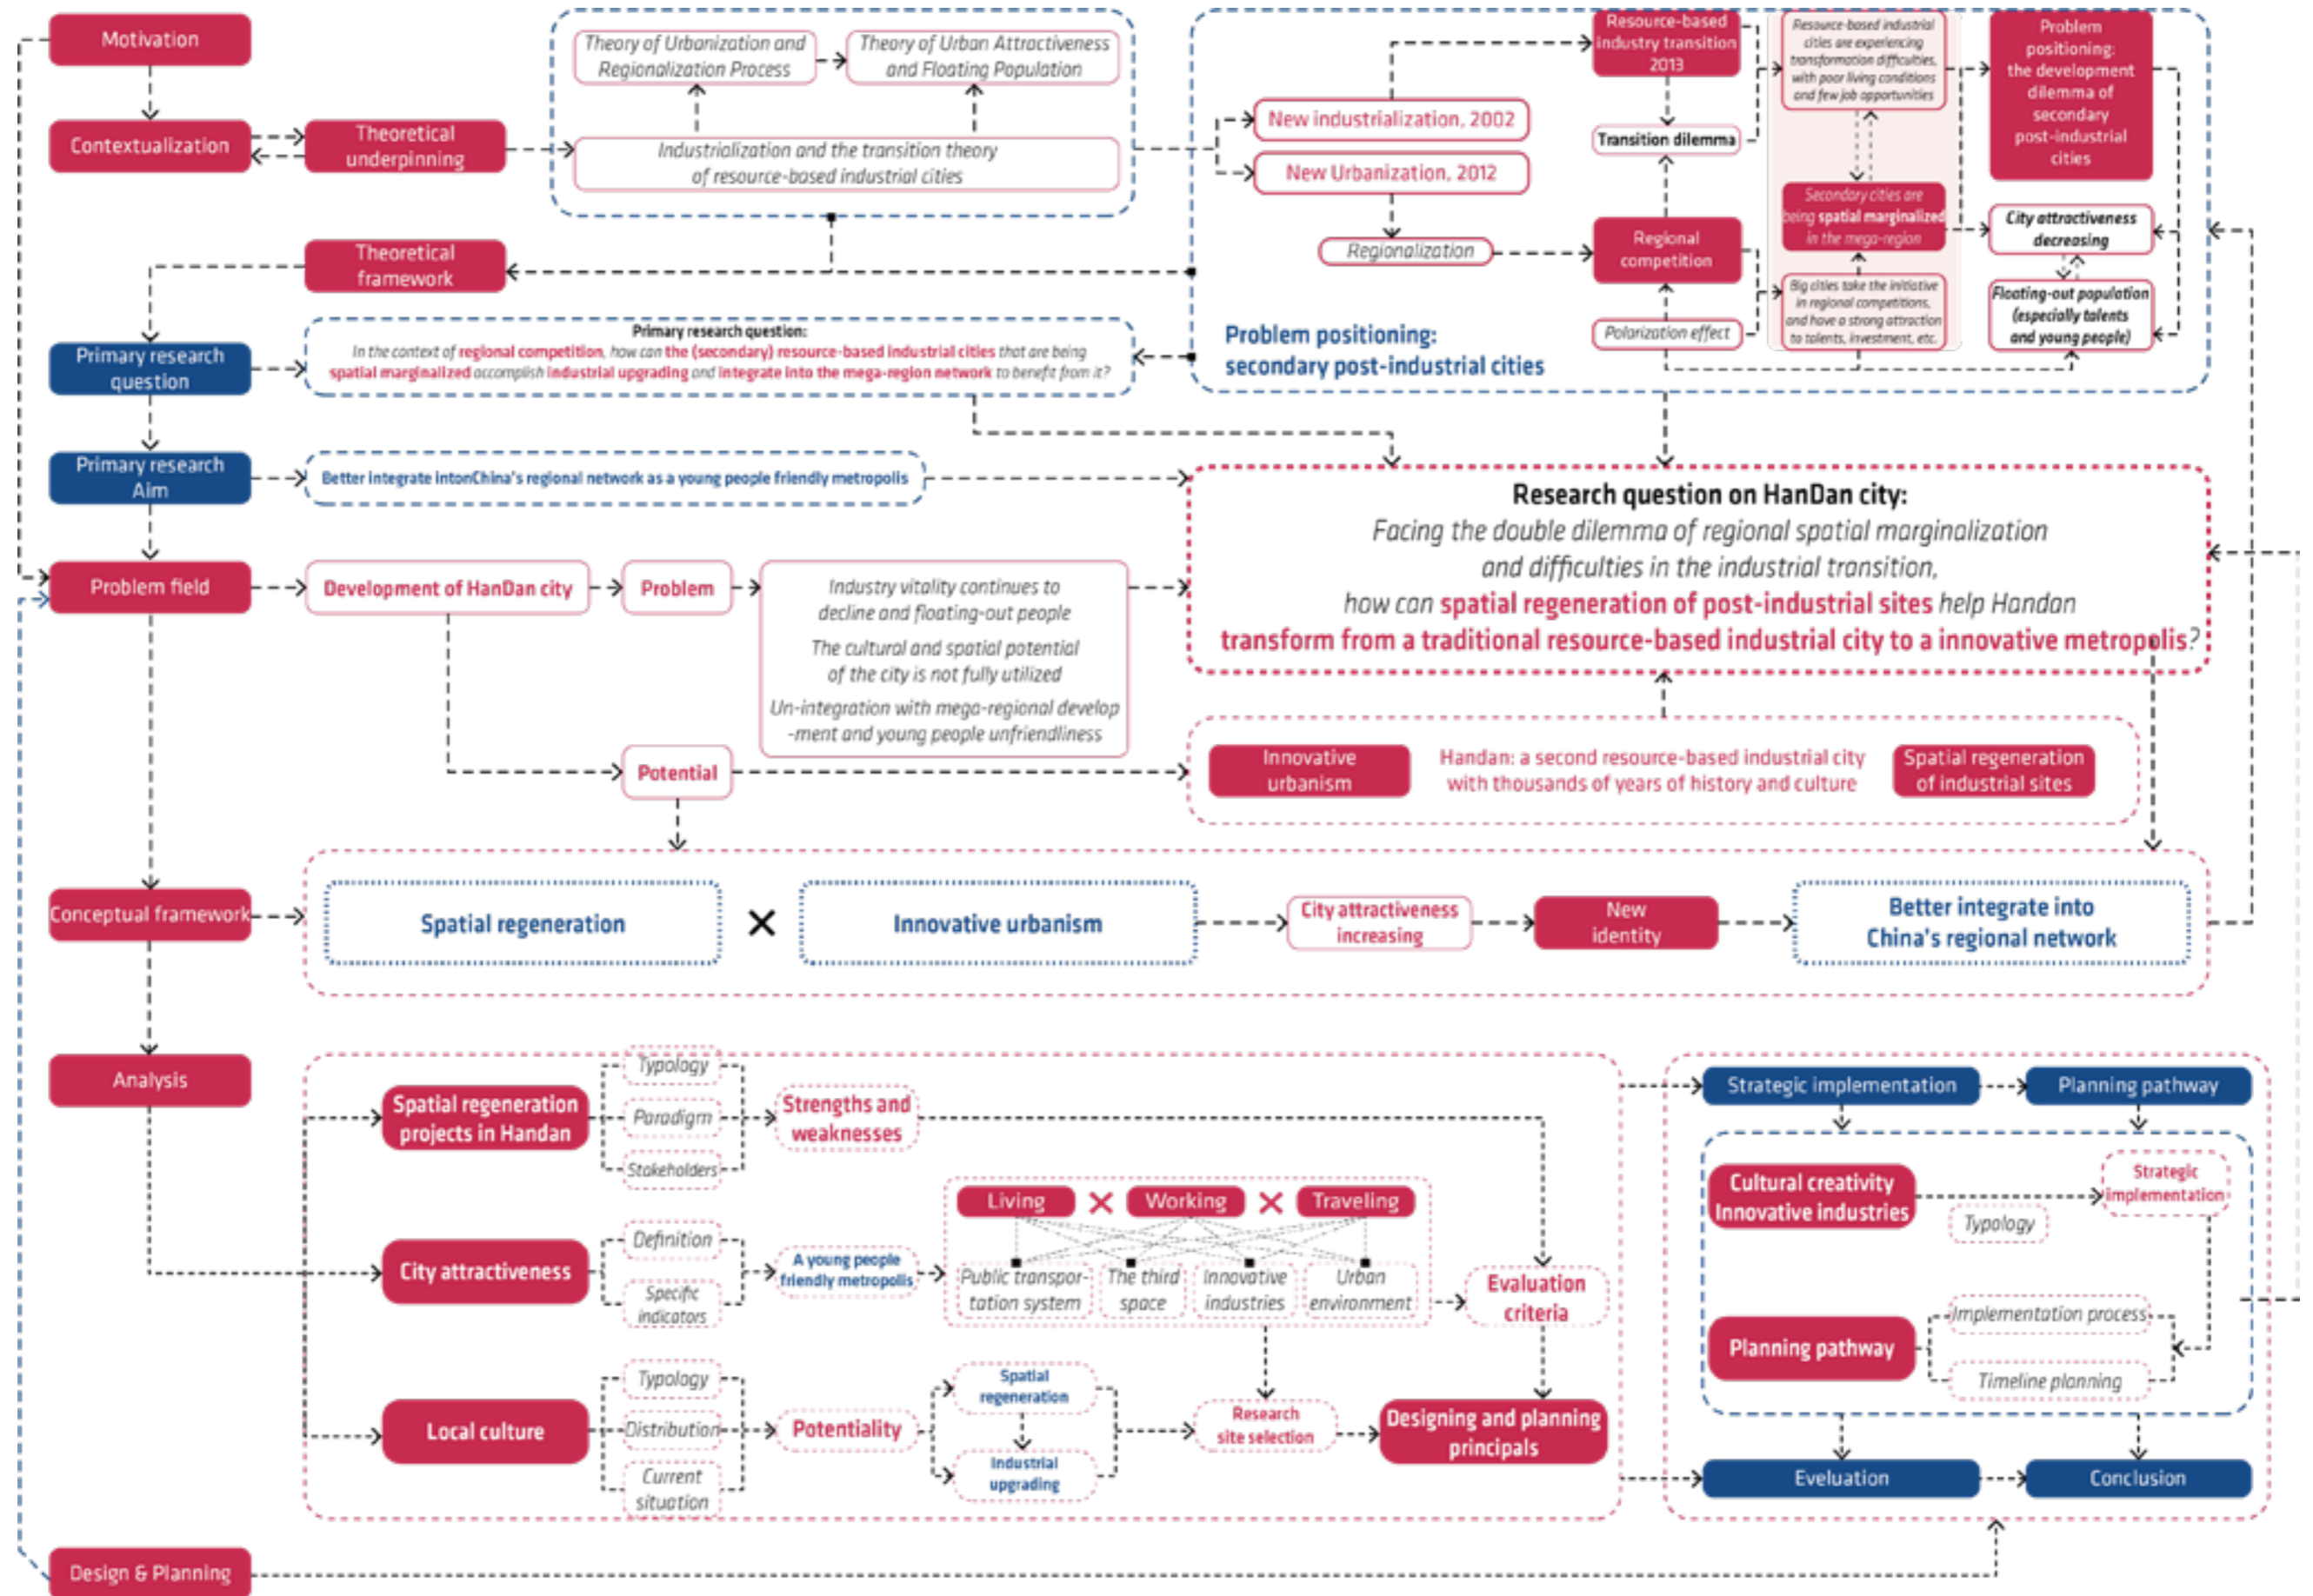 Motivation
Contextualization
Theoretical
underpinning
Theory of Urbanization and
Regionalization Process
Theory of Urban Attractiveness
and Floating Population
Industrialization and the transition theory
of resource-based industrial cities
New industrialization, 2002
New Urbanization, 2012
Regionalization
Resource-based
industry transition
2013
Transition dilemma
Regional
competition
Polarization effect
Resource-based industrial
cities are experiencing
transformation difficulties,
with poor living conditions
and few job opportunities
Secondary cities are
being spatial marginalized
in the mega-region
Big cities take the initiative
in regional competitions,
and have a strong attraction
to talents, investment, etc.
Problem
positioning:
the development
dilemma of
secondary
post-industrial
cities
City attractiveness
decreasing
Floating-out population
(especially talents
and young people)
Problem positioning:
secondary post-industrial cities
Theoretical
framework
Primary research
question
Primary research question:
In the context of regional competition, how can the (secondary) resource-based industrial cities that are being
spatial marginalized accomplish industrial upgrading and integrate into the mega-region network to benefit from it?
Primary research
Aim
Better integrate intonChina's regional network as a young people friendly metropolis
Research question on HanDan city:
Facing the double dilemma of regional spatial marginalization
and difficulties in the industrial transition,
how can spatial regeneration of post-industrial sites help Handan
transform from a traditional resource-based industrial city to a innovative metropolis?
Problem field
Development of HanDan city
Problem
Industry vitality continues to
decline and floating-out people
The cultural and spatial potential
of the city is not fully utilized
Un-integration with mega-regional develop
-ment and young people unfriendliness
Potential
Innovative
urbanism
Handan: a second resource-based industrial city
with thousands of years of history and culture
Spatial regeneration
of industrial sites
Conceptual framework
Spatial regeneration
×
Innovative urbanism
City attractiveness
increasing
New
identity
Better integrate into
China's regional network
Analysis
Spatial regeneration
projects in Handan
Typology
Paradigm
Stakeholders
Strengths and
weaknesses
City attractiveness
Definition
Specific
indicators
A young people
friendly metropolis
Living × Working × Traveling
Public transpor-
tation system
The third
space
Innovative
industries
Urban
environment
Evaluation
criteria
Local culture
Typology
Distribution
Current
situation
Potentiality
Spatial
regeneration
Industrial
upgrading
Research
site selection
Designing and planning
principals
Strategic implementation
Planning pathway
Cultural creativity
Innovative industries
Typology
Strategic
implementation
Planning pathway
Implementation process
Timeline planning
Eveluation
Conclusion
Design & Planning